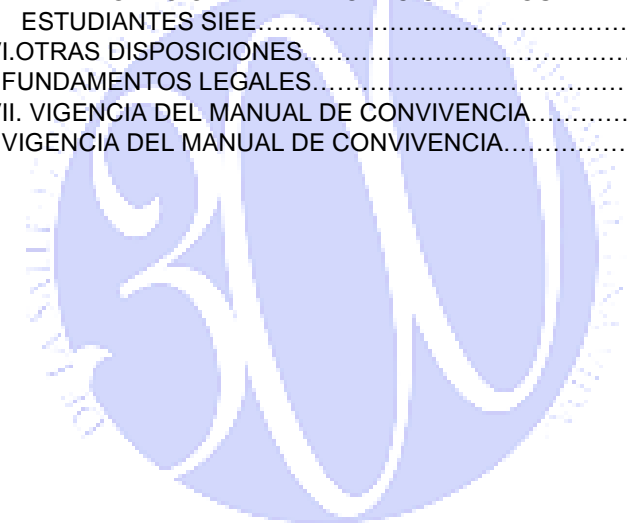 ESTUDIANTES SIEE……………………………………
I.OTRAS DISPOSICIONES…………………………………
FUNDAMENTOS LEGALES…………………………………
II. VIGENCIA DEL MANUAL DE CONVIVENCIA…………
VIGENCIA DEL MANUAL DE CONVIVENCIA……………